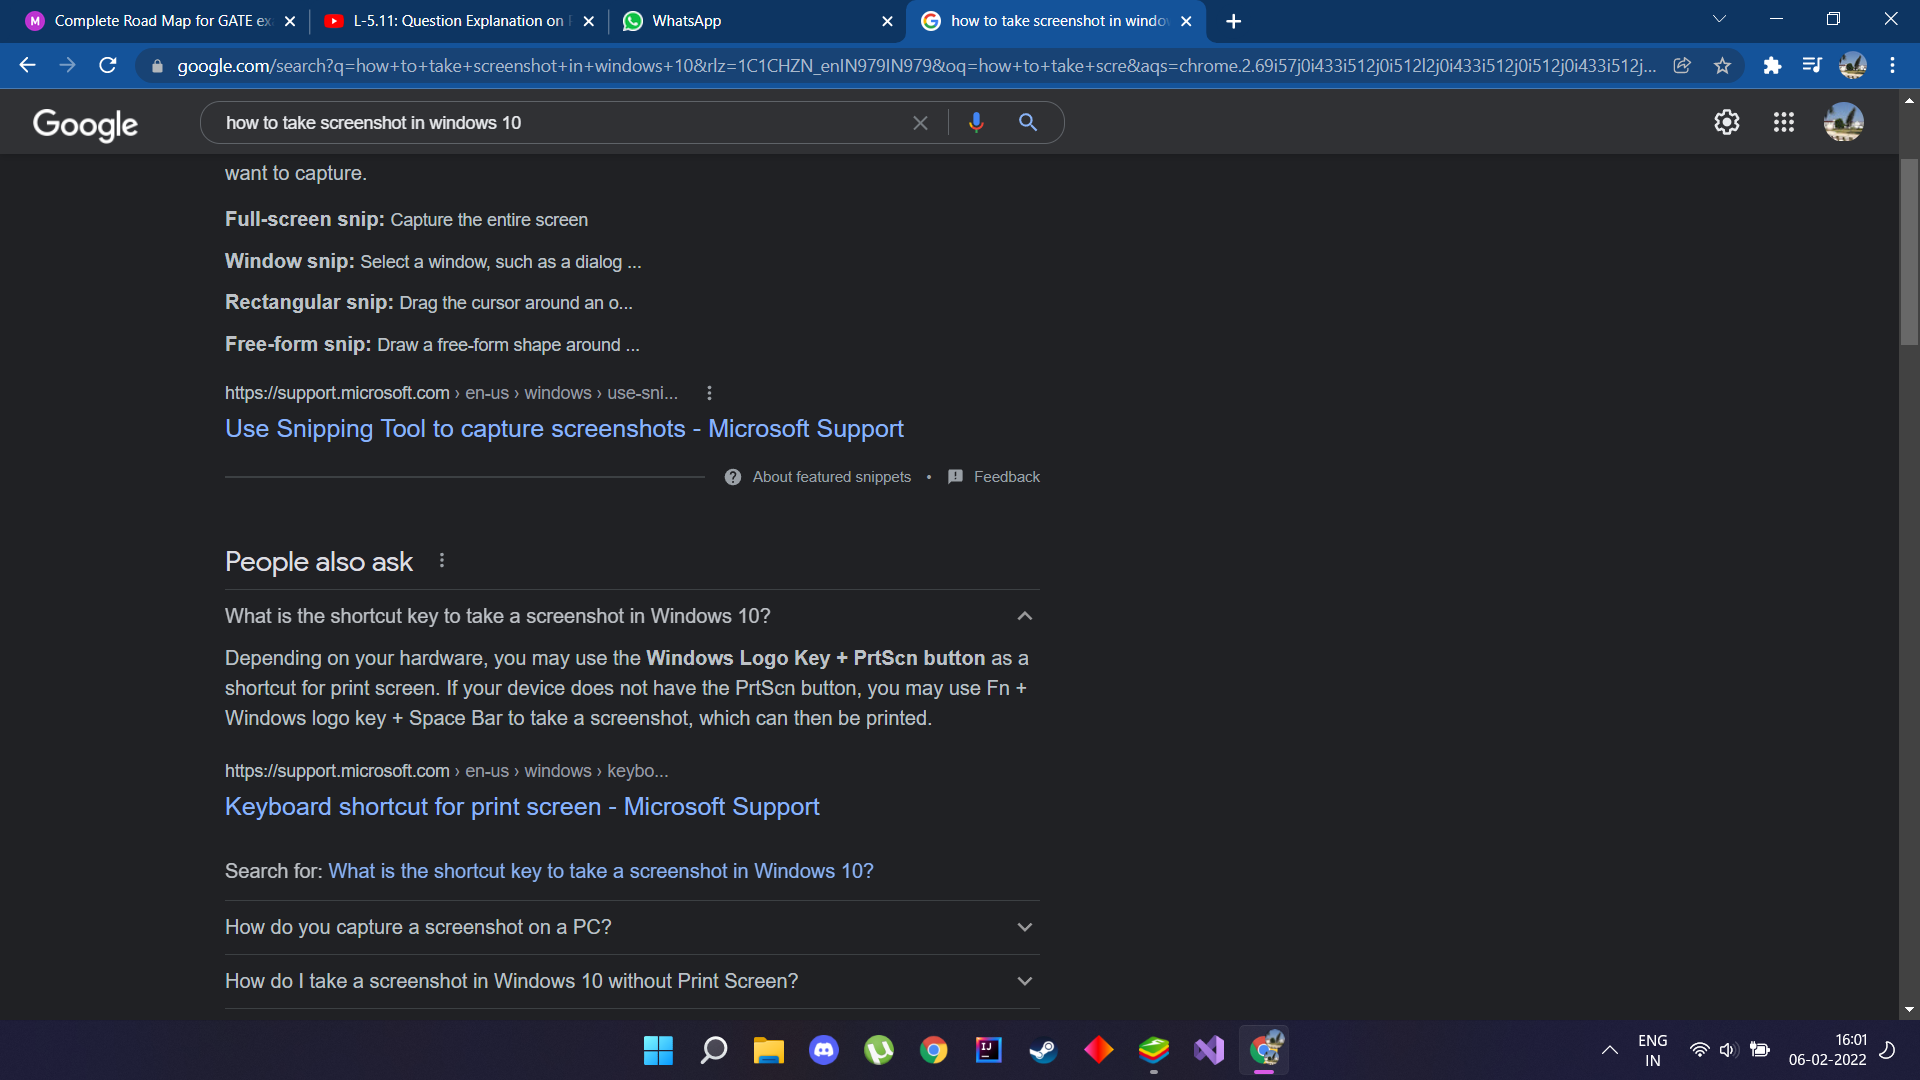 Complete Road Map for GATE ex
L-5.11: Question Explanation on
WhatsApp
how to take screenshot in windo
google.com/search?q=how+to+take+screenshot+in+windows+10&rlz=1C1CHZN_enIN979IN979&oq=how+to+take+scre&aqs=chrome.2.69i57j0i433i512j0i512l2j0i433i512j0i512j0i433i512j...
Google
how to take screenshot in windows 10
want to capture.
Full-screen snip: Capture the entire screen
Window snip: Select a window, such as a dialog ...
Rectangular snip: Drag the cursor around an o...
Free-form snip: Draw a free-form shape around ...
https://support.microsoft.com › en-us › windows › use-sni...
Use Snipping Tool to capture screenshots - Microsoft Support
About featured snippets • Feedback
People also ask
What is the shortcut key to take a screenshot in Windows 10?
Depending on your hardware, you may use the Windows Logo Key + PrtScn button as a
shortcut for print screen. If your device does not have the PrtScn button, you may use Fn +
Windows logo key + Space Bar to take a screenshot, which can then be printed.
https://support.microsoft.com › en-us › windows › keybo...
Keyboard shortcut for print screen - Microsoft Support
Search for: What is the shortcut key to take a screenshot in Windows 10?
How do you capture a screenshot on a PC?
How do I take a screenshot in Windows 10 without Print Screen?
ENG
IN
16:01
06-02-2022